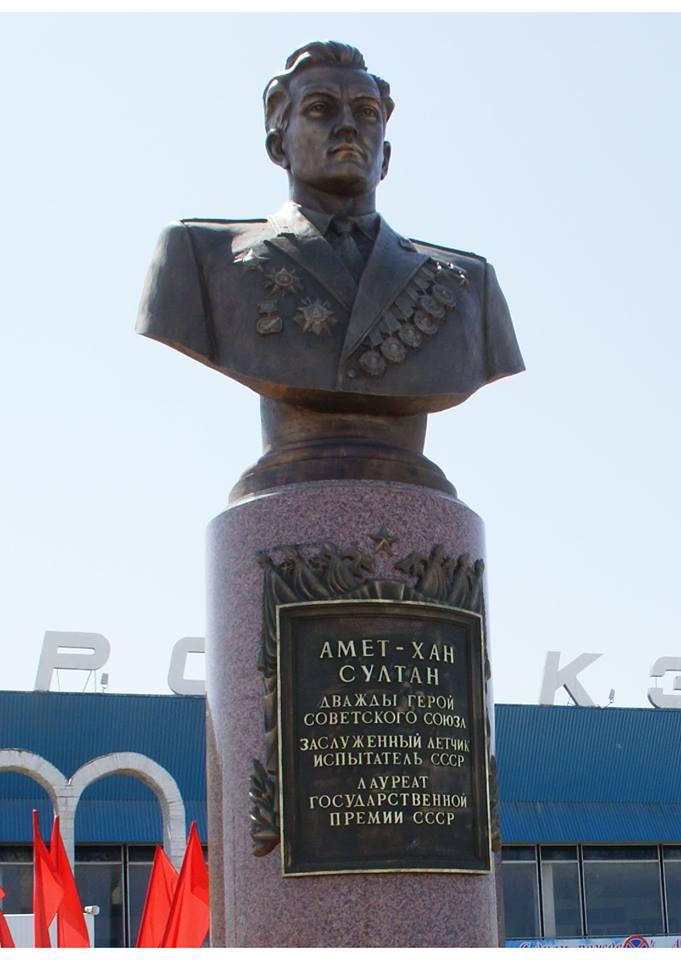 АМЕТ-ХАН
СУЛТАН
ДВАЖДЫ ГЕРОЙ
СОВЕТСКОГО СОЮЗА
ЗАСЛУЖЕННЫЙ ЛЕТЧИК
ИСПЫТАТЕЛЬ СССР
ЛАУРЕАТ
ГОСУДАРСТВЕННОЙ
ПРЕМИИ СССР